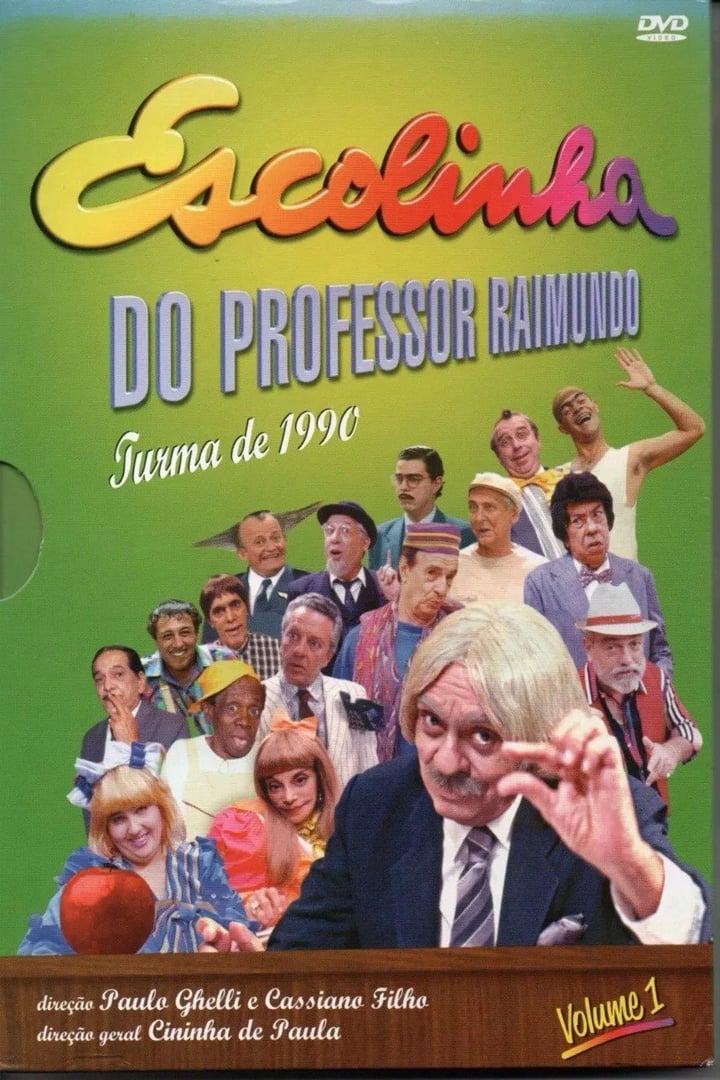 DVD
VIDEO
Escolinha
DO PROFESSOR RAIMUNDO
Turma de 1990
direção Paulo Ghelli e Cassiano Filho
direção geral Cininha de Paula
Volume 1